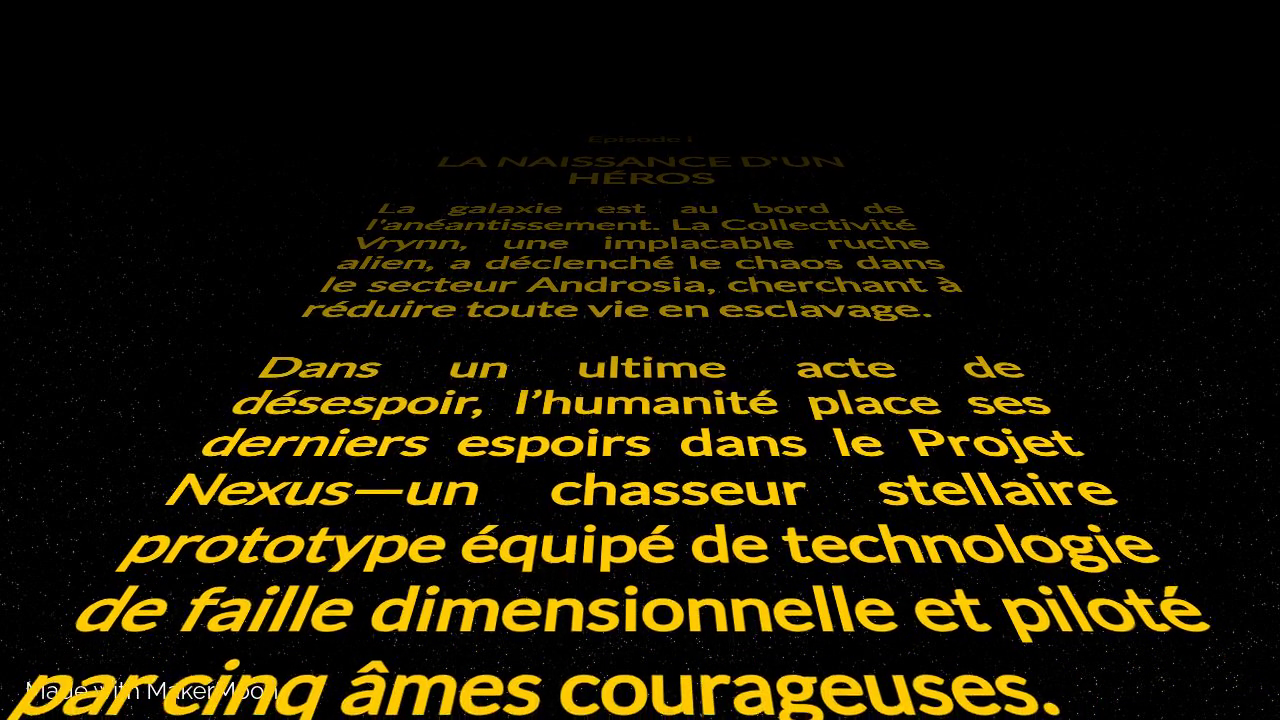 Episode I
LA NAISSANCE D'UN
HÉROS
La galaxie est au bord de
l'anéantissement. La Collectivité
Vrynn, une implacable ruche
alien, a déclenché le chaos dans
le secteur Androsia, cherchant à
réduire toute vie en esclavage.
Dans un ultime acte de
désespoir, l’humanité place ses
derniers espoirs dans le Projet
Nexus—un chasseur stellaire
prototype équipé de technologie
de faille dimensionnelle et piloté
par cinq âmes courageuses.
Made with MakerMoon